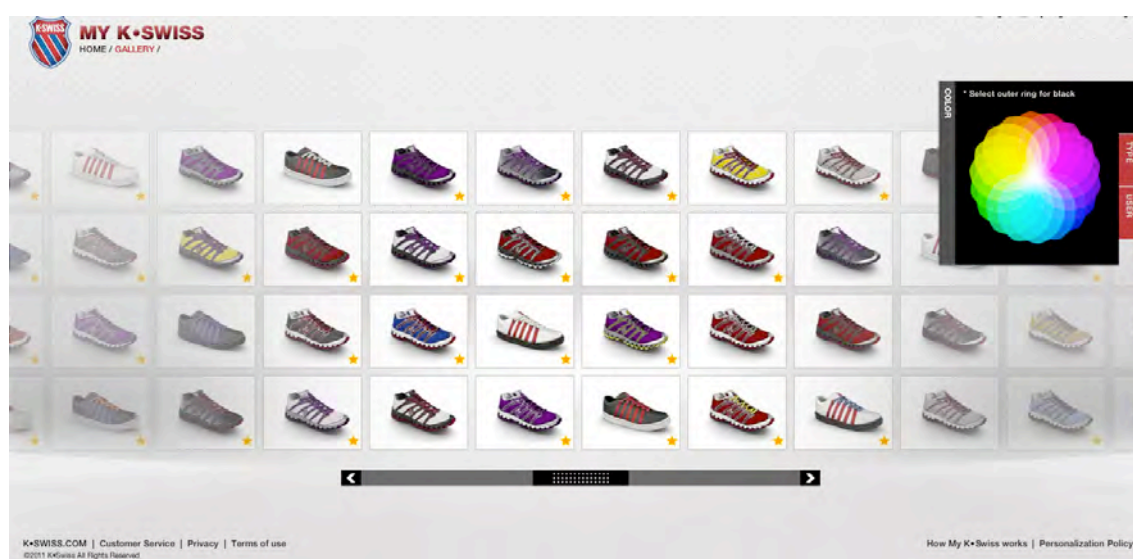 K•SWISS
MY K•SWISS
HOME / GALLERY /
COLOR
* Select outer ring for black
TYPE
USER
K•SWISS.COM | Customer Service | Privacy | Terms of use
©2011 K•Swiss All Rights Reserved
How My K•Swiss works | Personalization Policy